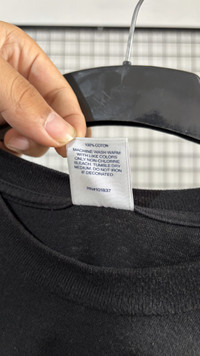 100% COTTON
MACHINE WASH WARM
WITH LIKE COLORS
ONLY NON-CHLORINE
BLEACH. TUMBLE DRY
MEDIUM. DO NOT IRON
IF DECORATED.